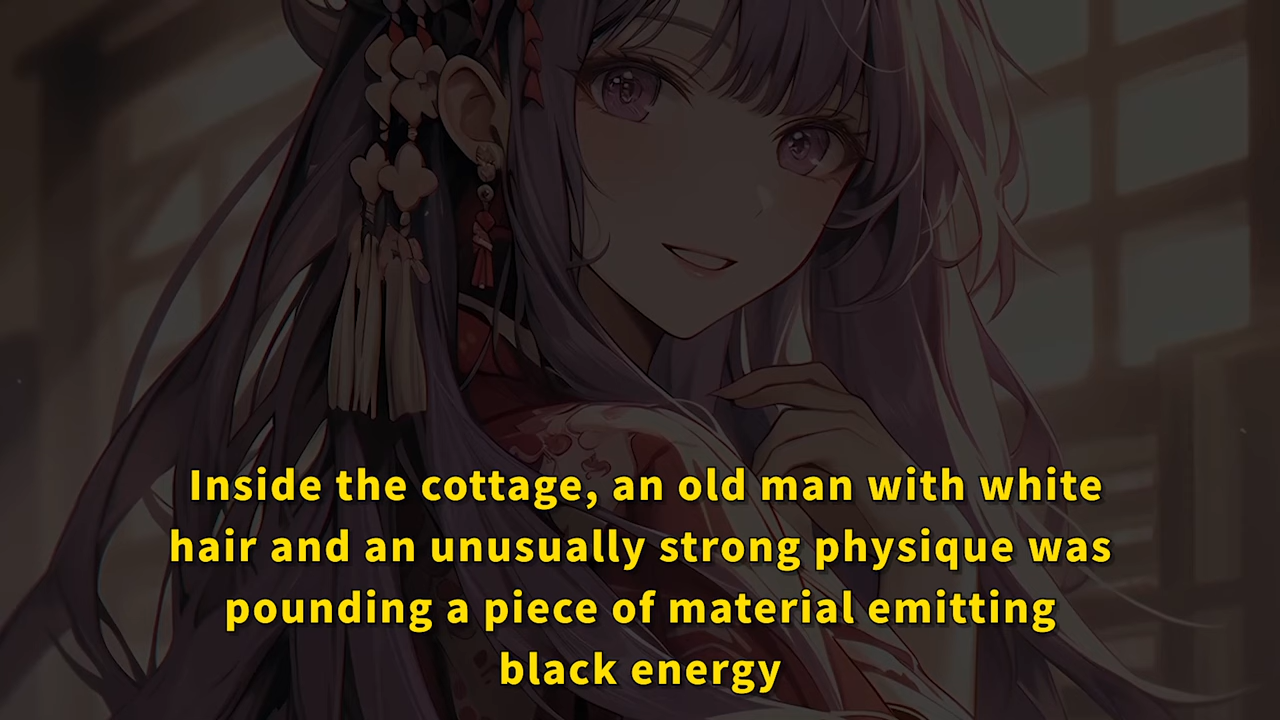 Inside the cottage, an old man with white
hair and an unusually strong physique was
pounding a piece of material emitting
black energy